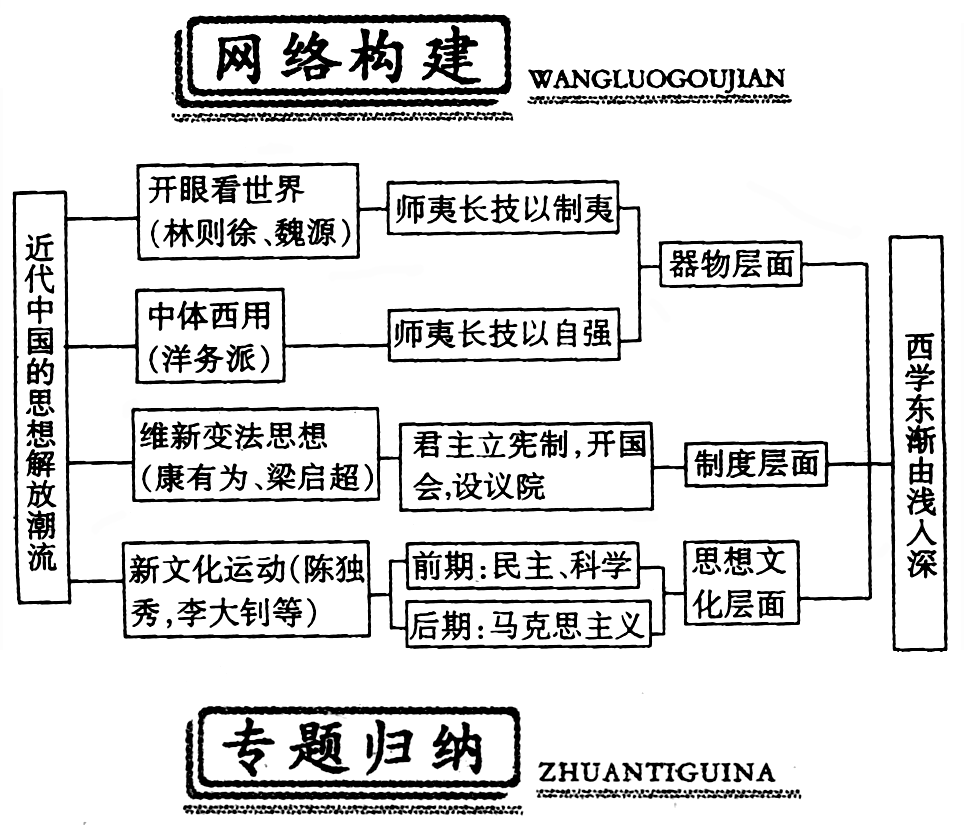 网络构建
WANGLUOGOUJIAN
近代中国的思想解放潮流
开眼看世界
(林则徐、魏源)
师夷长技以制夷
器物层面
中体西用
(洋务派)
师夷长技以自强
维新变法思想
(康有为、梁启超)
君主立宪制,开国
会,设议院
制度层面
新文化运动(陈独
秀,李大钊等)
前期:民主、科学
后期:马克思主义
思想文
化层面
西学东渐由浅入深
专题归纳
ZHUANTIGUINA